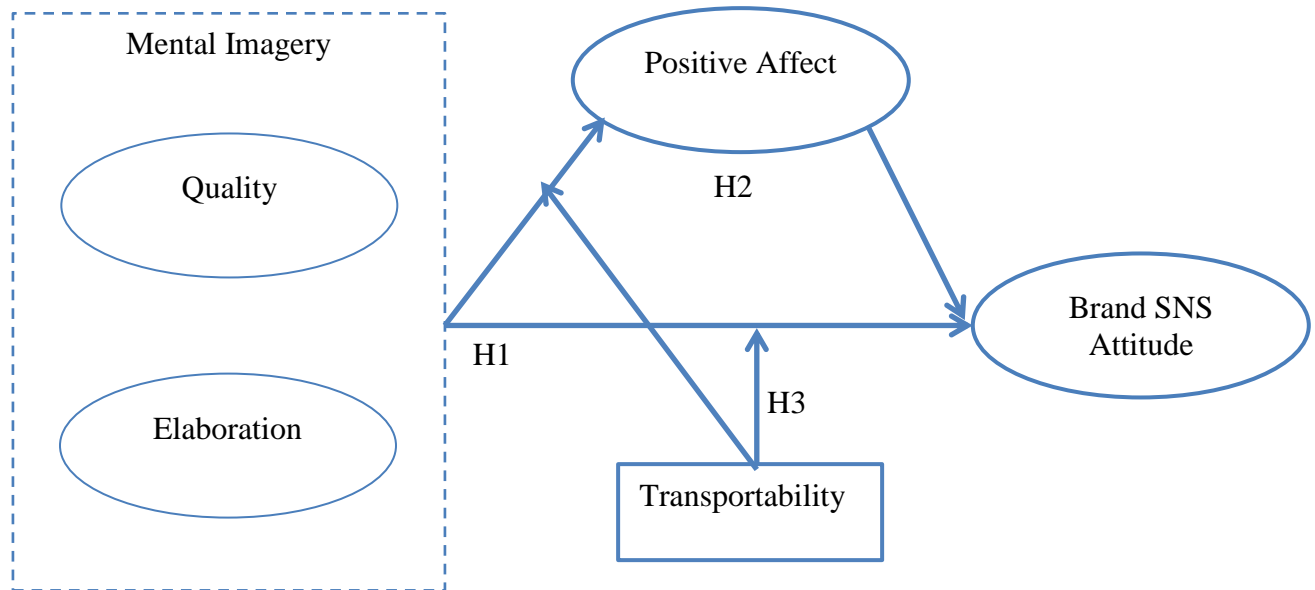 Mental Imagery
Positive Affect
Quality
H2
Brand SNS
Attitude
H1
H3
Elaboration
Transportability